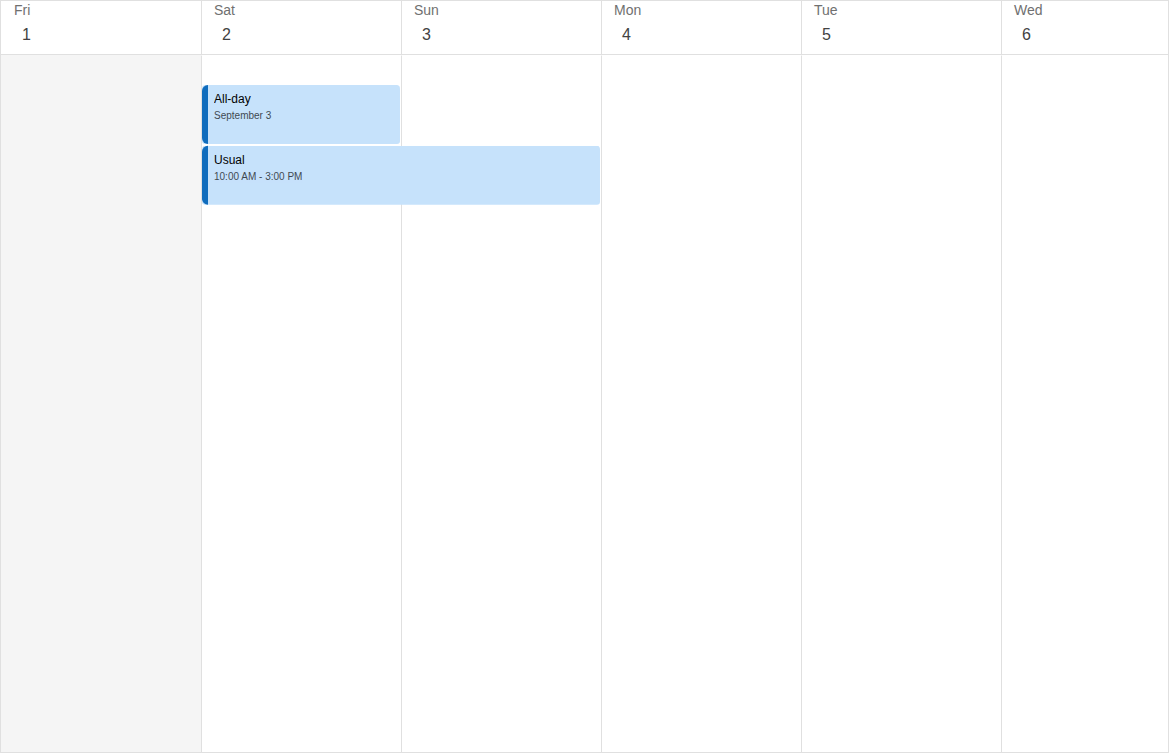 Fri
Sat
Sun
Mon
Tue
Wed
1
2
3
4
5
6
All-day
September 3
Usual
10:00 AM - 3:00 PM